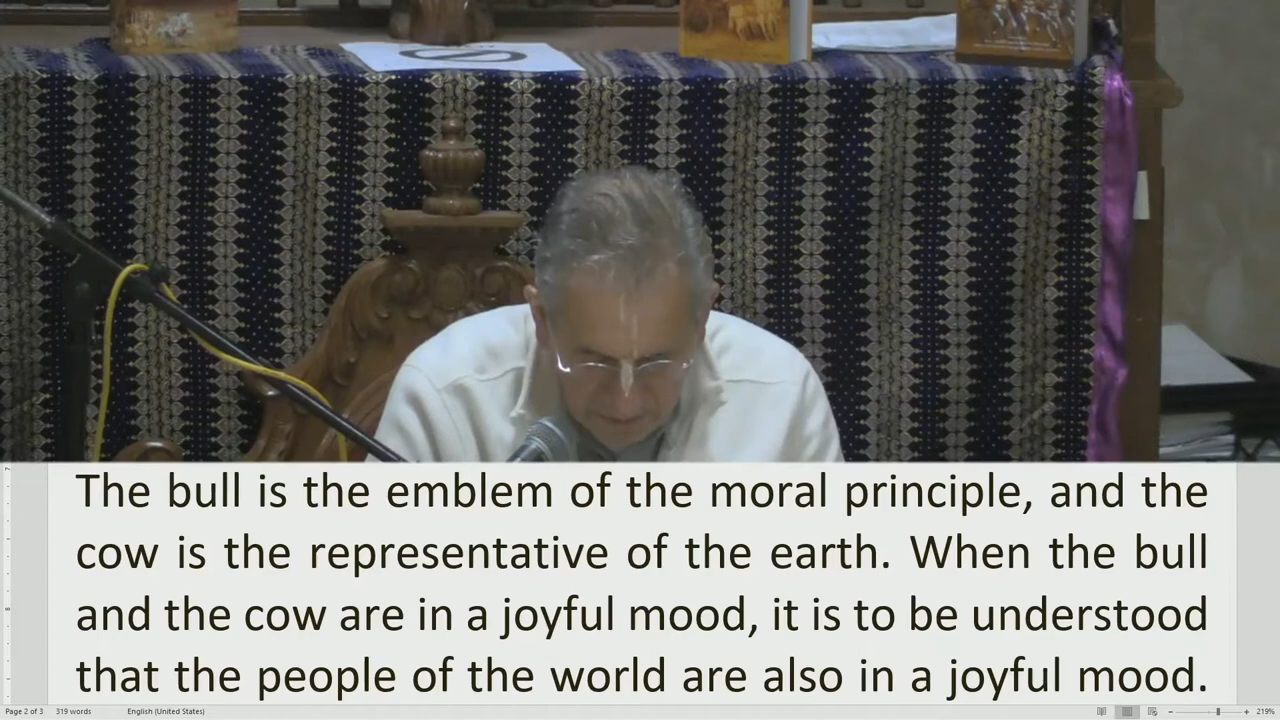 The bull is the emblem of the moral principle, and the
cow is the representative of the earth. When the bull
and the cow are in a joyful mood, it is to be understood
that the people of the world are also in a joyful mood.
Page 2 of 3 319 words English (United States) 219%